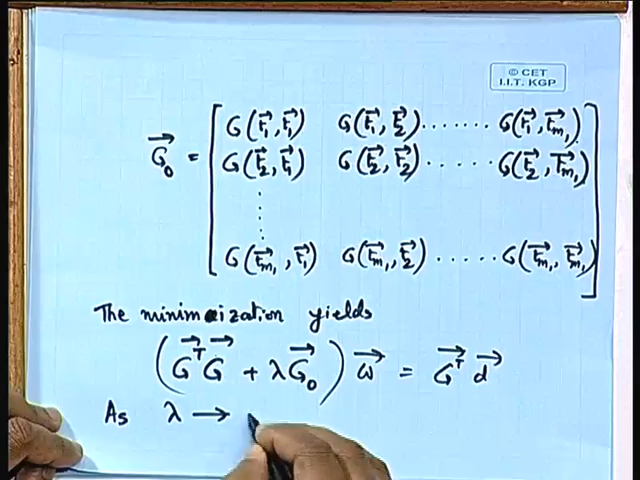 © CET
I.I.T. KGP
G⃗₀ = [ G(t⃗₁, t⃗₁) G(t⃗₁, t⃗₂) ...... G(t⃗₁, t⃗m₁)
G(t⃗₂, t⃗₁) G(t⃗₂, t⃗₂) ..... G(t⃗₂, t⃗m₁)
⋮
G(t⃗m₁, t⃗₁) G(t⃗m₁, t⃗₂) ..... G(t⃗m₁, t⃗m₁) ]
The minimization yields
(G⃗ᵀG⃗ + λG⃗₀) w⃗ = G⃗ᵀ d⃗
As λ →